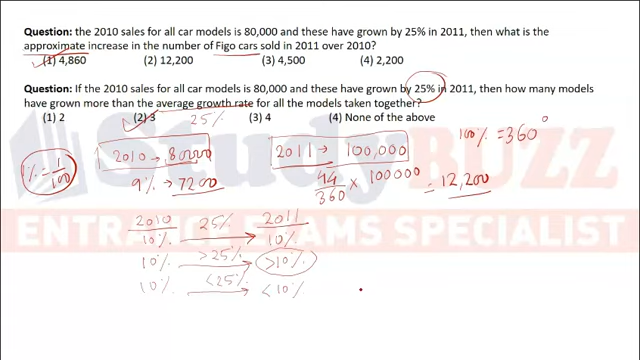 Question: the 2010 sales for all car models is 80,000 and these have grown by 25% in 2011, then what is the
approximate increase in the number of Figo cars sold in 2011 over 2010?
(1) 4,860 (2) 12,200 (3) 4,500 (4) 2,200
Question: If the 2010 sales for all car models is 80,000 and these have grown by 25% in 2011, then how many models
have grown more than the average growth rate for all the models taken together?
(1) 2 (2) 3 (3) 4 (4) None of the above
25%
100% = 360°
1% = 1/100
2010 → 80000
2011 → 100,000
9% → 7200
44/360 × 100000 = 12,200
2010 25% 2011
10% → 10%
10% >25% → >10%
10% <25% → <10%
StudyBUZZ
ENTRANCE EXAMS SPECIALIST